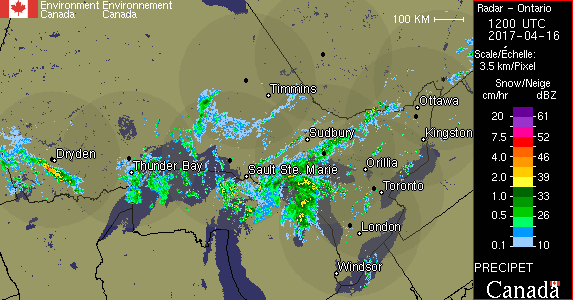 Environment Environnement
Canada Canada
100 KM
Timmins
Ottawa
Sudbury
Kingston
Dryden
Thunder Bay
Sault Ste. Marie
Orillia
Toronto
London
Windsor
Radar - Ontario
1200 UTC
2017-04-16
Scale/Échelle:
3.5 km/Pixel
Snow/Neige
cm/hr dBZ
20 61
7.5 57
5.5 52
4.0 46
2.0 39
1.0 33
0.5 26
0.1 10
PRECIPET
Canada